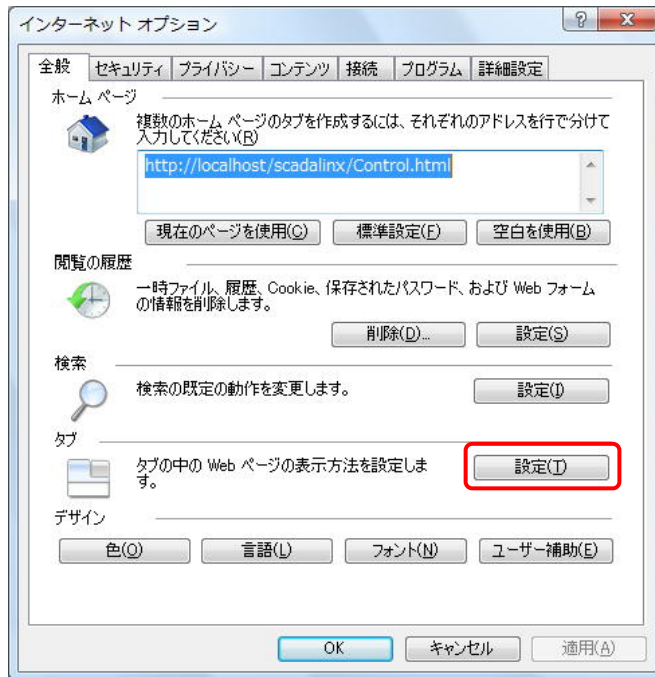 インターネット オプション
全般 セキュリティ プライバシー コンテンツ 接続 プログラム 詳細設定
ホーム ページ
複数のホーム ページのタブを作成するには、それぞれのアドレスを行で分けて
入力してください(R)
http://localhost/scadalinx/Control.html
現在のページを使用(C) 標準設定(F) 空白を使用(B)
閲覧の履歴
一時ファイル、履歴、Cookie、保存されたパスワード、および Web フォーム
の情報を削除します。
削除(D)... 設定(S)
検索
検索の既定の動作を変更します。
設定(I)
タブ
タブの中の Web ページの表示方法を設定しま
す。
設定(T)
デザイン
色(O) 言語(L) フォント(N) ユーザー補助(E)
OK キャンセル 適用(A)